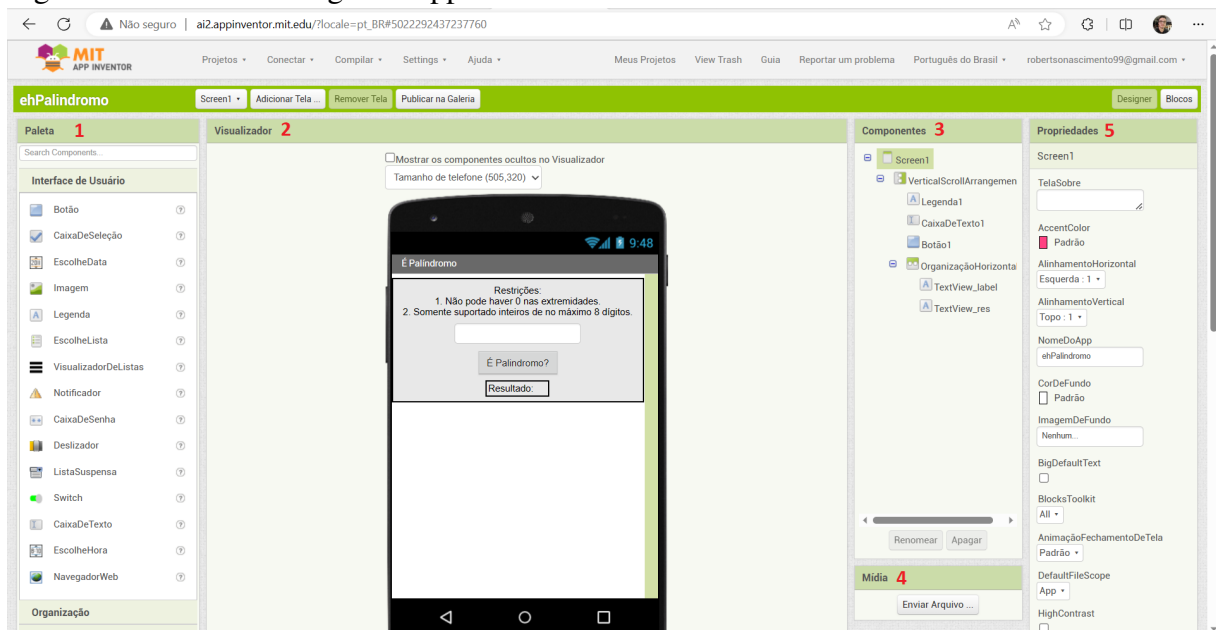 Não seguro | ai2.appinventor.mit.edu/?locale=pt_BR#5022292437237760
MIT
APP INVENTOR
Projetos Conectar Compilar Settings Ajuda Meus Projetos View Trash Guia Reportar um problema Português do Brasil robertsonascimento99@gmail.com
ehPalindromo Screen1 Adicionar Tela ... Remover Tela Publicar na Galeria Designer Blocos
Paleta 1
Search Components...
Interface de Usuário
Botão
CaixaDeSeleção
EscolheData
Imagem
Legenda
EscolheLista
VisualizadorDeListas
Notificador
CaixaDeSenha
Deslizador
ListaSuspensa
Switch
CaixaDeTexto
EscolheHora
NavegadorWeb
Organização
Visualizador 2
Mostrar os componentes ocultos no Visualizador
Tamanho de telefone (505,320)
9:48
É Palíndromo
Restrições:
1. Não pode haver 0 nas extremidades.
2. Somente suportado inteiros de no máximo 8 dígitos.
É Palindromo?
Resultado:
Componentes 3
Screen1
VerticalScrollArrangemen
Legenda1
CaixaDeTexto1
Botão1
OrganizaçãoHorizonta
TextView_label
TextView_res
Renomear Apagar
Mídia 4
Enviar Arquivo ...
Propriedades 5
Screen1
TelaSobre
AccentColor
Padrão
AlinhamentoHorizontal
Esquerda : 1
AlinhamentoVertical
Topo : 1
NomeDoApp
ehPalindromo
CorDeFundo
Padrão
ImagemDeFundo
Nenhum...
BigDefaultText
BlocksToolkit
All
AnimaçãoFechamentoDeTela
Padrão
DefaultFileScope
App
HighContrast